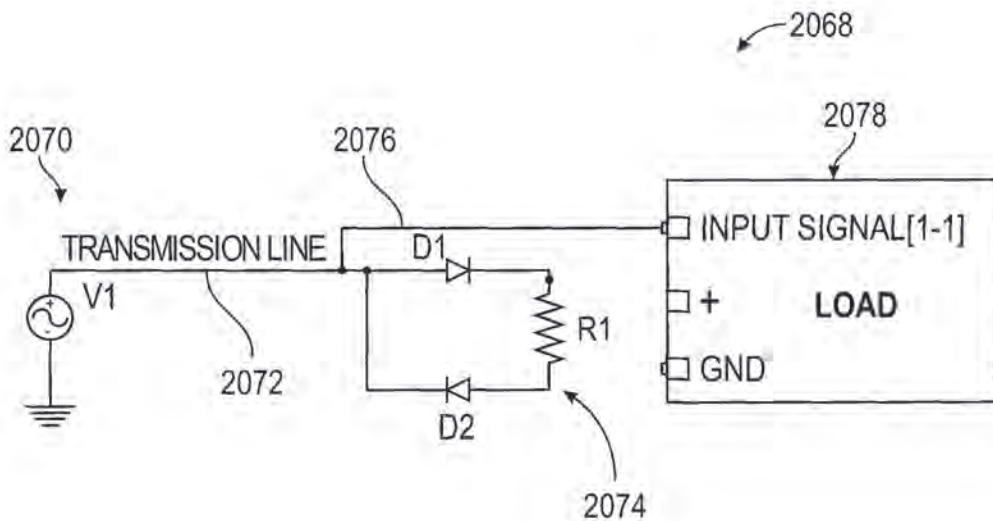 2068
2070
2076
2078
TRANSMISSION LINE
D1
INPUT SIGNAL[1-1]
V1
+
LOAD
R1
2072
GND
D2
2074